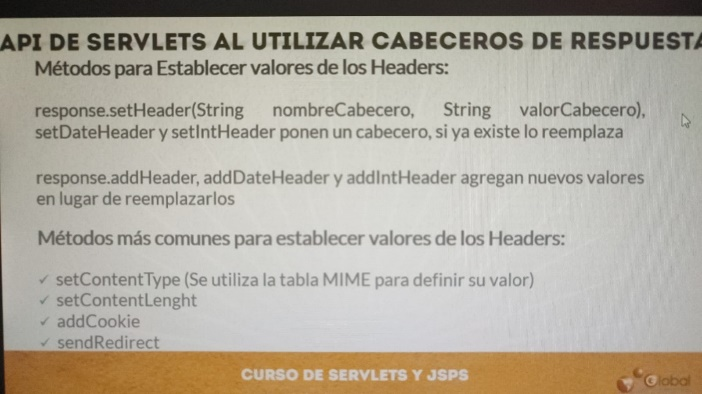 API DE SERVLETS AL UTILIZAR CABECEROS DE RESPUESTA
Métodos para Establecer valores de los Headers:
response.setHeader(String nombreCabecero, String valorCabecero),
setDateHeader y setIntHeader ponen un cabecero, si ya existe lo reemplaza
response.addHeader, addDateHeader y addIntHeader agregan nuevos valores
en lugar de reemplazarlos
Métodos más comunes para establecer valores de los Headers:
✓ setContentType (Se utiliza la tabla MIME para definir su valor)
✓ setContentLenght
✓ addCookie
✓ sendRedirect
CURSO DE SERVLETS Y JSPS
Global